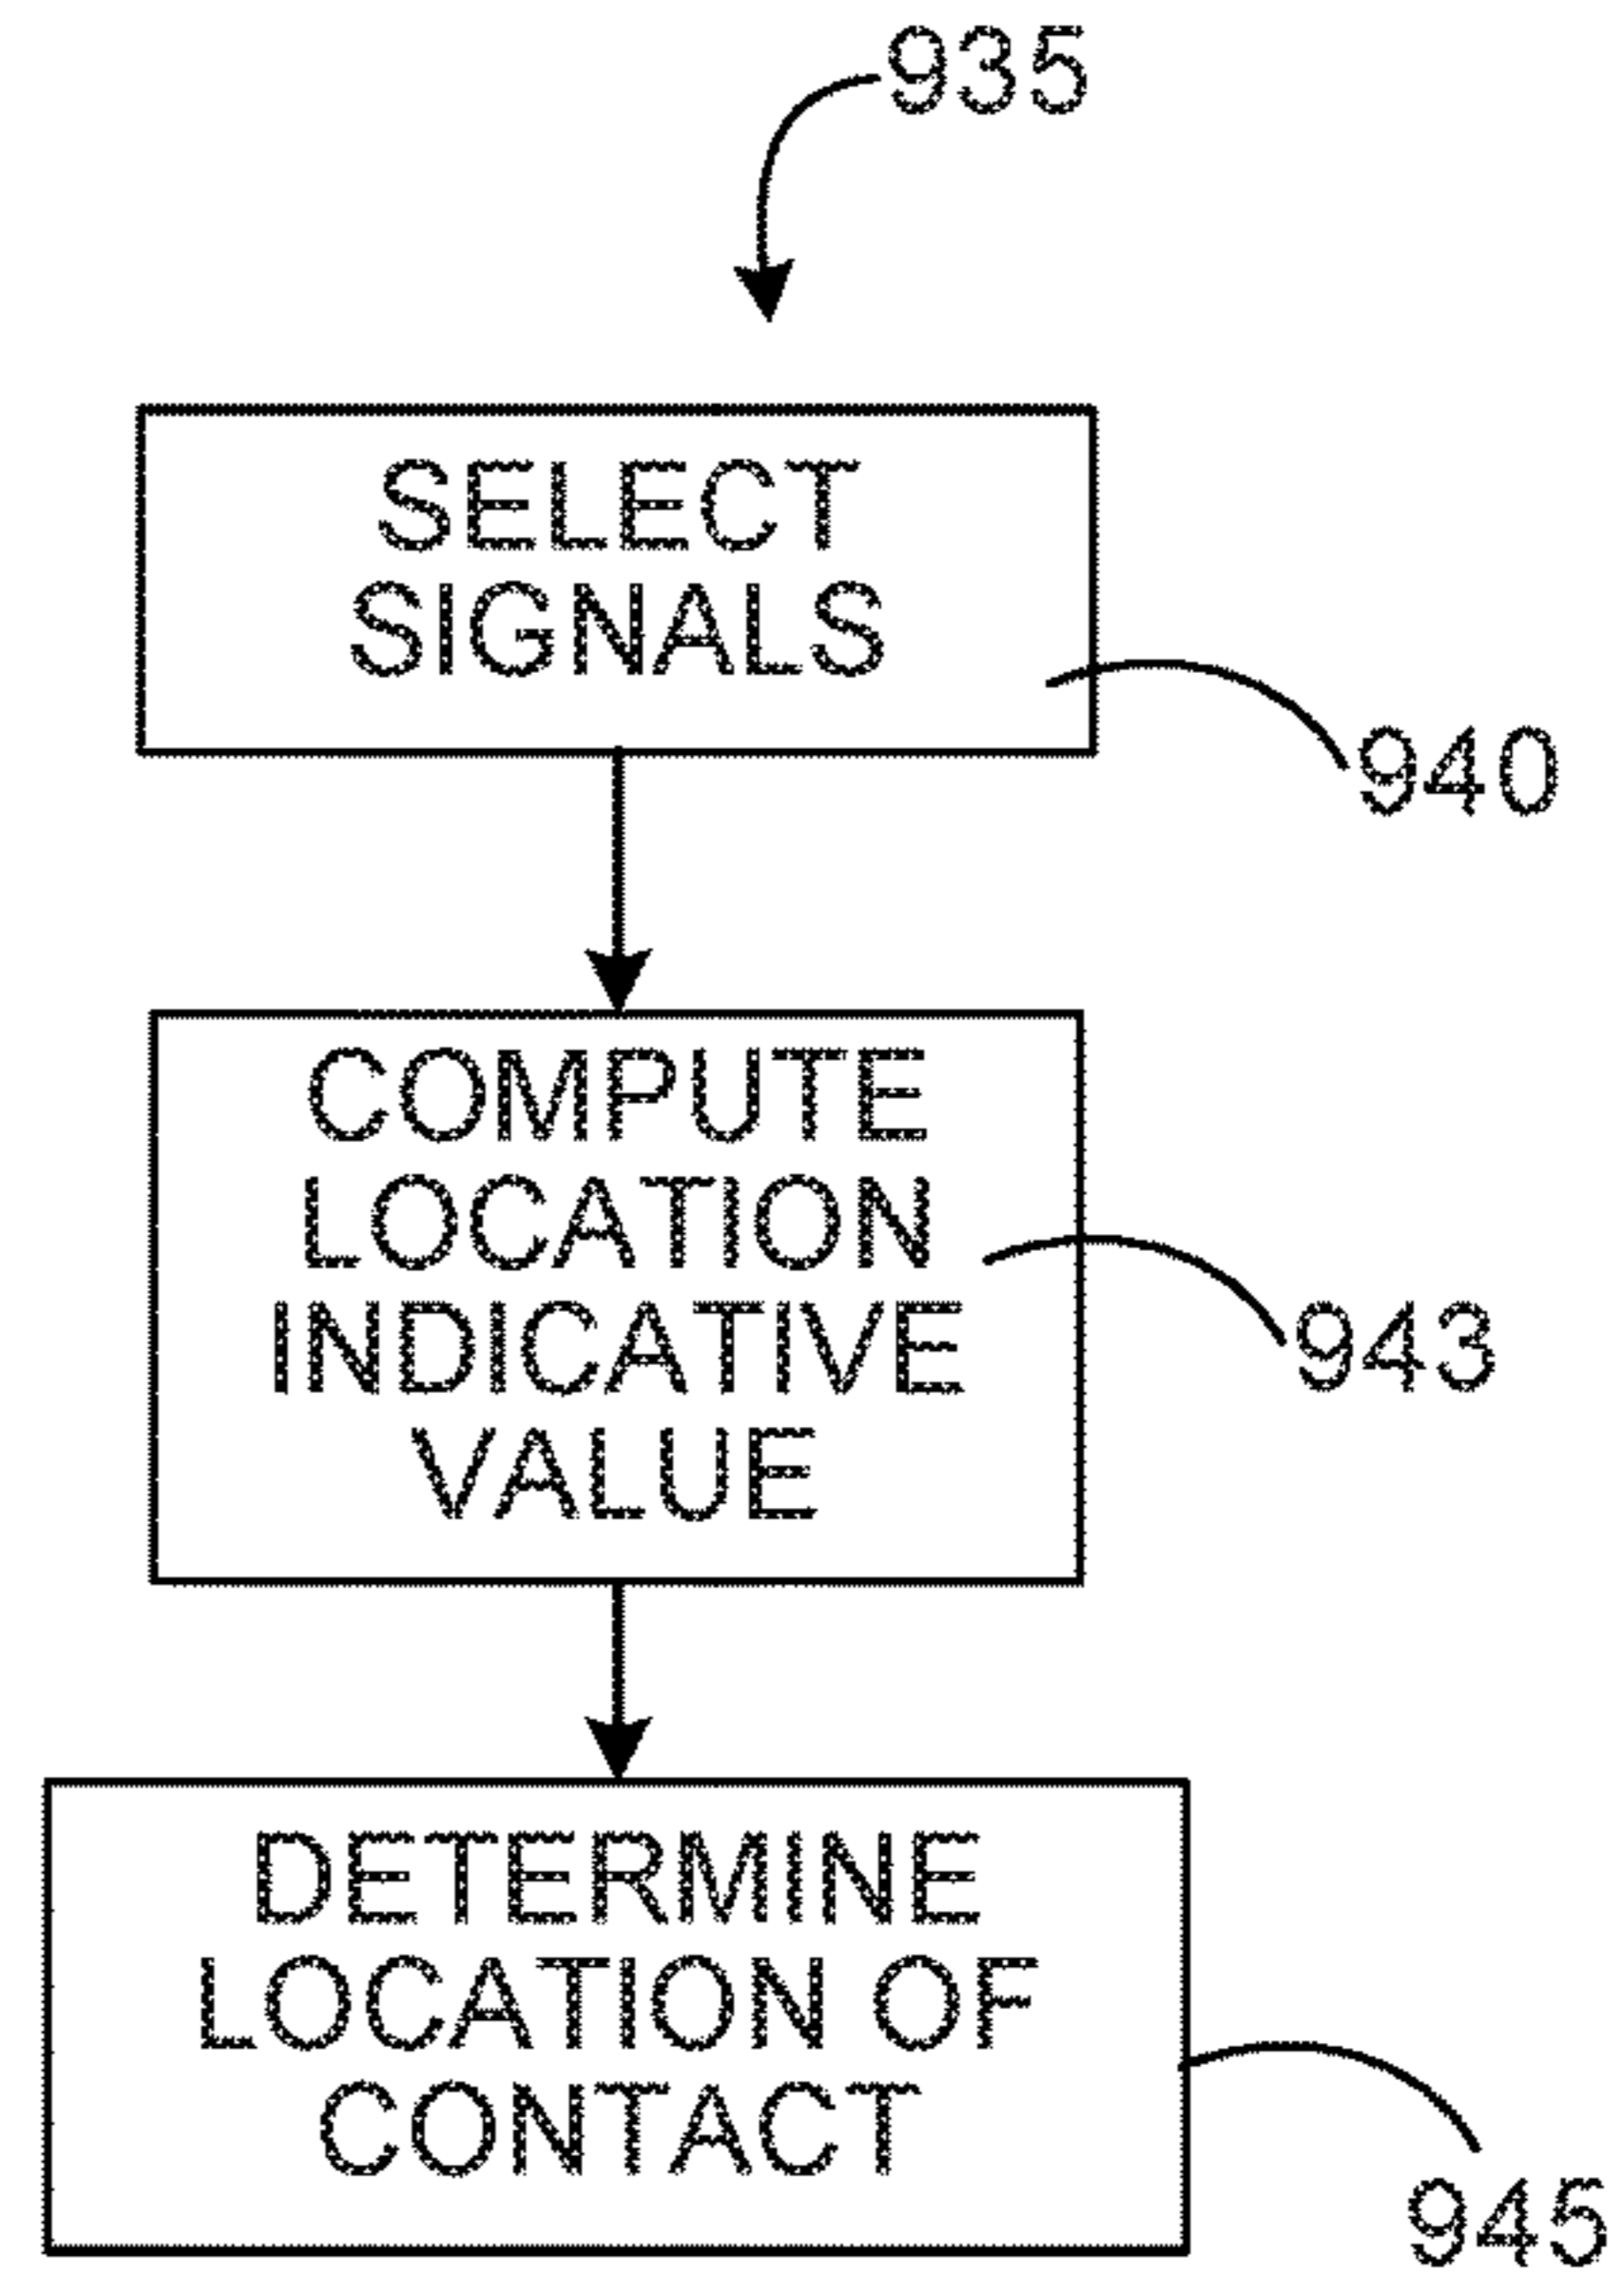 935
SELECT
SIGNALS
940
COMPUTE
LOCATION
INDICATIVE
VALUE
943
DETERMINE
LOCATION OF
CONTACT
945